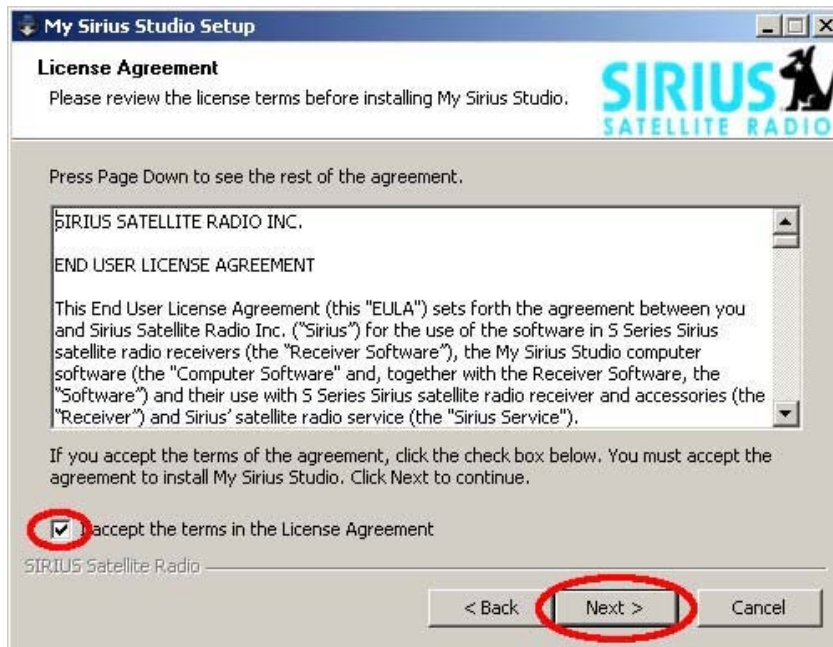 My Sirius Studio Setup
License Agreement
Please review the license terms before installing My Sirius Studio.
SIRIUS
SATELLITE RADIO
Press Page Down to see the rest of the agreement.
SIRIUS SATELLITE RADIO INC.
END USER LICENSE AGREEMENT
This End User License Agreement (this "EULA") sets forth the agreement between you
and Sirius Satellite Radio Inc. ("Sirius") for the use of the software in S Series Sirius
satellite radio receivers (the "Receiver Software"), the My Sirius Studio computer
software (the "Computer Software" and, together with the Receiver Software, the
"Software") and their use with S Series Sirius satellite radio receiver and accessories (the
"Receiver") and Sirius' satellite radio service (the "Sirius Service").
If you accept the terms of the agreement, click the check box below. You must accept the
agreement to install My Sirius Studio. Click Next to continue.
I accept the terms in the License Agreement
SIRIUS Satellite Radio
< Back Next > Cancel